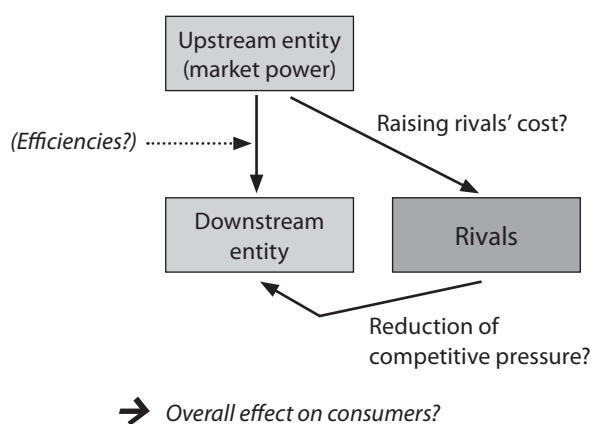 Upstream entity
(market power)
Raising rivals’ cost?
(Efficiencies?)
Downstream
entity
Rivals
Reduction of
competitive pressure?
Overall effect on consumers?